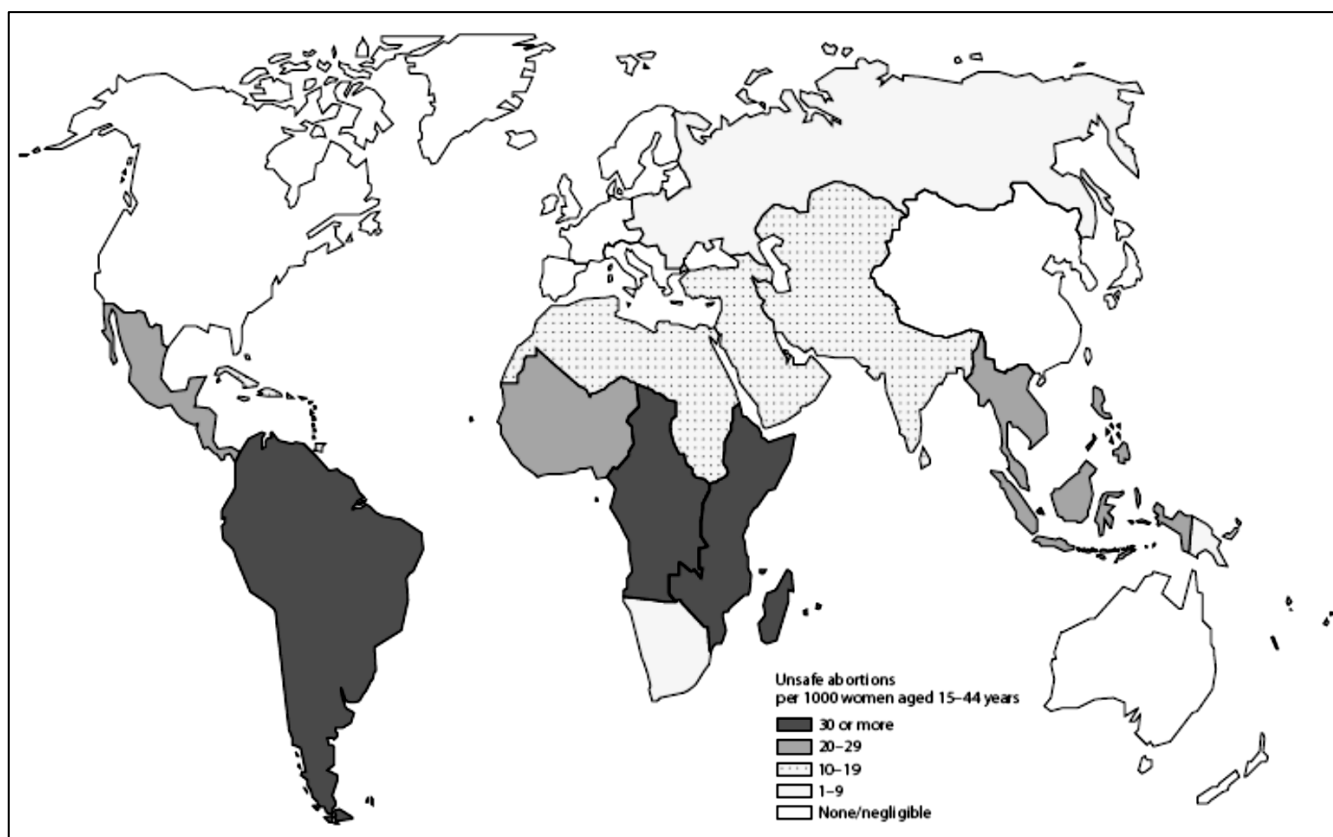 Unsafe abortions
per 1000 women aged 15–44 years
30 or more
20–29
10–19
1–9
None/negligible